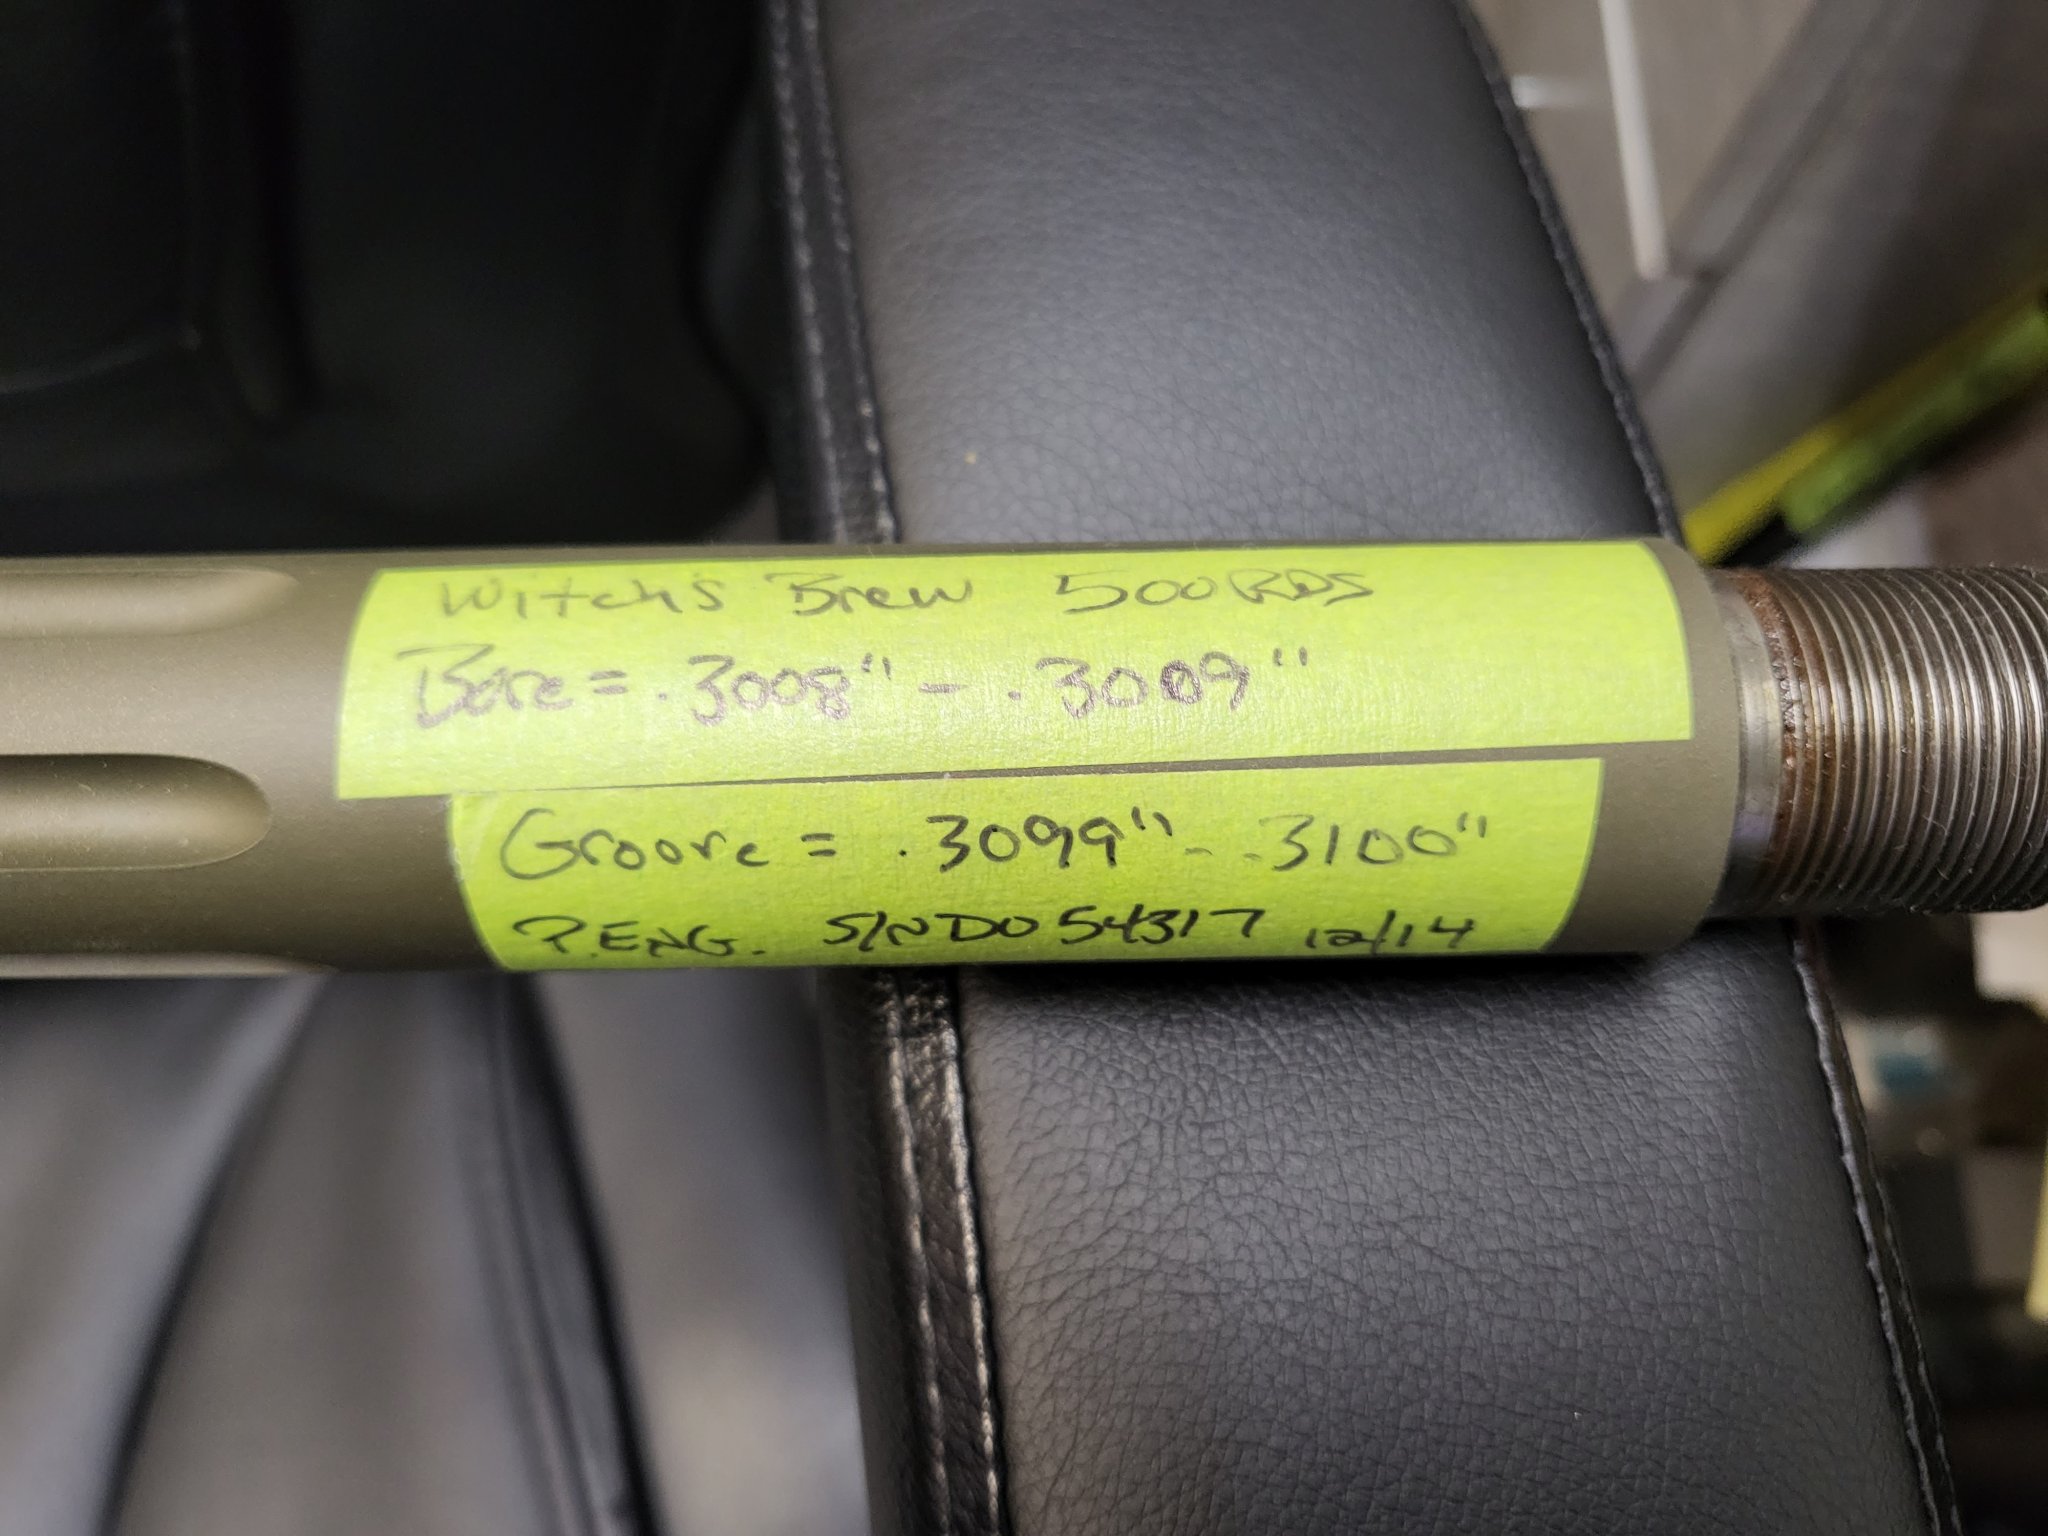 Witch's Brew 500RDS
Bore = .3008" - .3009"
Groove = .3099" - .3100"
P.ENG. S/N DO54317 12/14